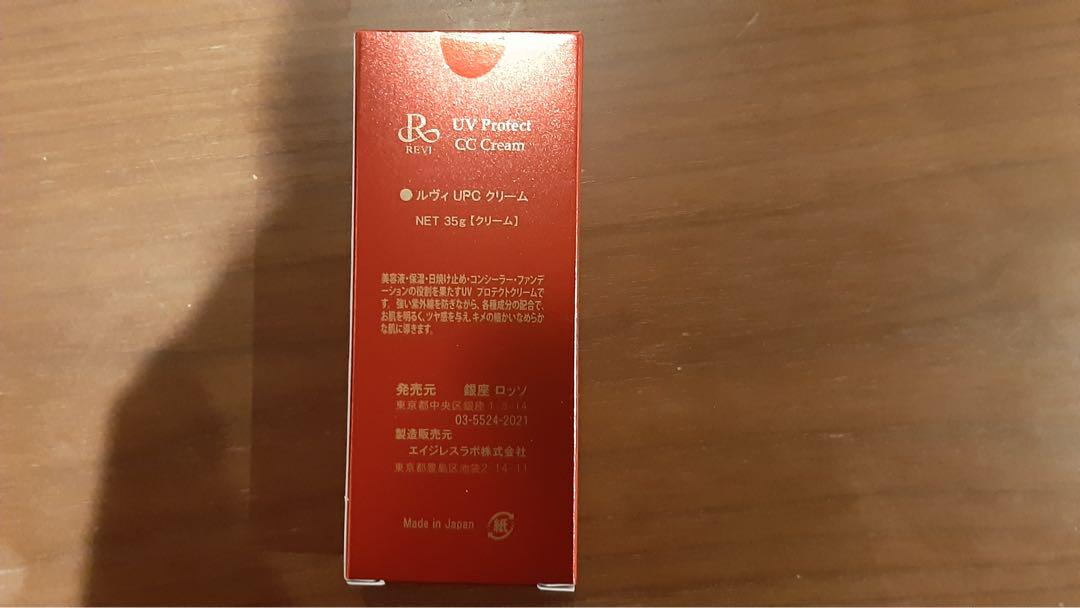 R
REVI
UV Protect
CC Cream
●ルヴィ UPC クリーム
NET 35g【クリーム】
美容液・保湿・日焼け止め・コンシーラー・ファンデ
ーションの役割を果たすUV プロテクトクリームで
す。強い紫外線を防ぎながら、各種成分の配合で、
お肌を明るく、ツヤ感を与え、キメの細かいなめらか
な肌に導きます。
発売元 銀座 ロッソ
東京都中央区銀座
03-5524-2021
製造販売元
エイジレスラボ株式会社
東京都豊島区池袋2-14-11
Made in Japan
紙